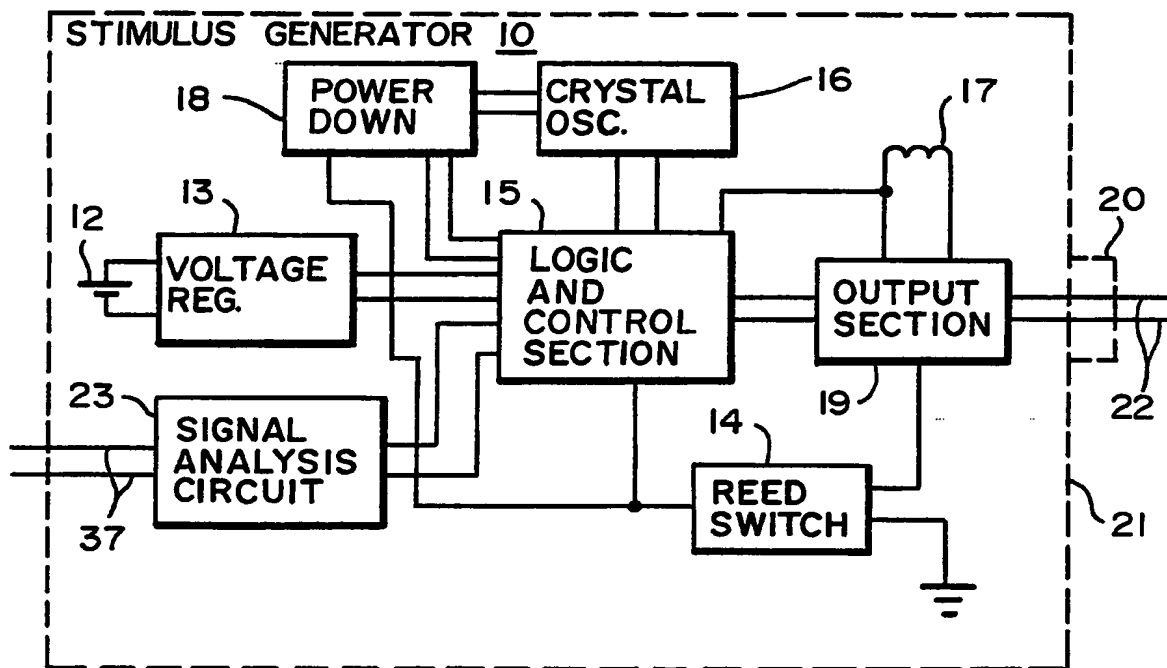 STIMULUS GENERATOR 10
18
POWER
DOWN
CRYSTAL
OSC.
16
17
12
13
VOLTAGE
REG.
15
LOGIC
AND
CONTROL
SECTION
20
OUTPUT
SECTION
19
22
23
SIGNAL
ANALYSIS
CIRCUIT
37
14
REED
SWITCH
21